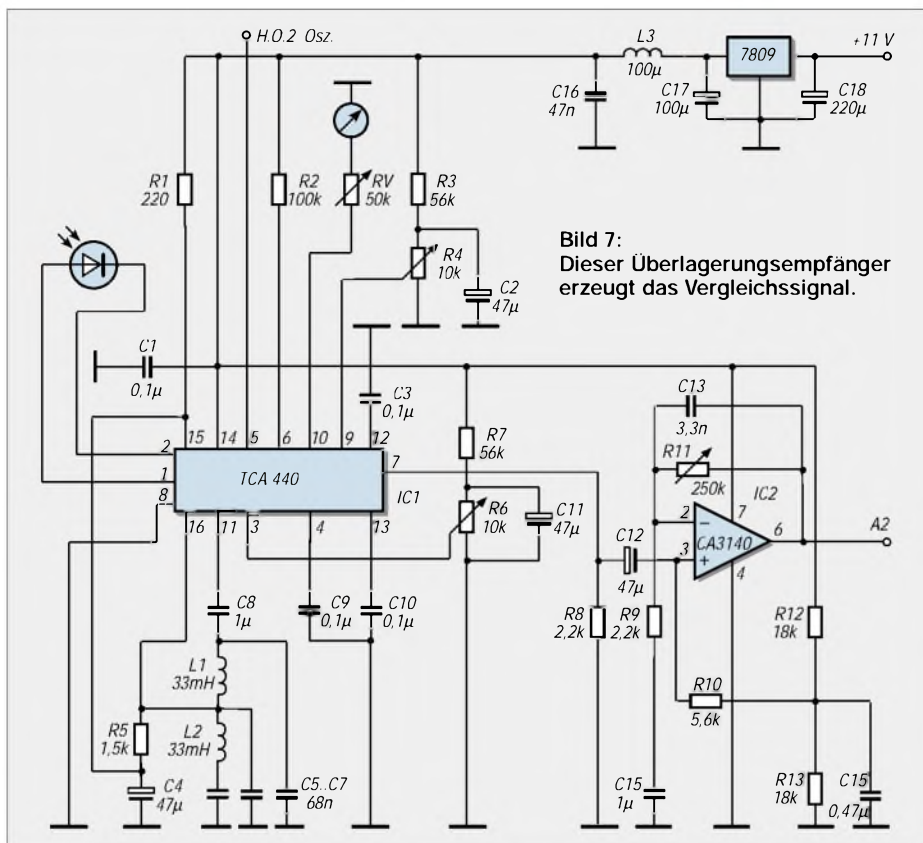 H.O.2 Osz.
L3
100µ
7809
+11 V
C16
47n
C17
100µ
C18
220µ
R1
220
R2
100k
RV
50k
R3
56k
R4
10k
C2
47µ
Bild 7:
Dieser Überlagerungsempfänger
erzeugt das Vergleichssignal.
C1
0,1µ
C3
0,1µ
C13
3,3n
R7
56k
R11
250k
2
1
8
15
14
5
6
10
9
12
7
TCA 440
IC1
16
11
3
4
13
R6
10k
C11
47µ
C12
47µ
IC2
2
−
3
+
7
6
4
CA3140
A2
C8
1µ
C9
0,1µ
C10
0,1µ
R8
2,2k
R9
2,2k
R12
18k
L1
33mH
R10
5,6k
R5
1,5k
L2
33mH
C4
47µ
C5..C7
68n
C15
1µ
R13
18k
C15
0,47µ